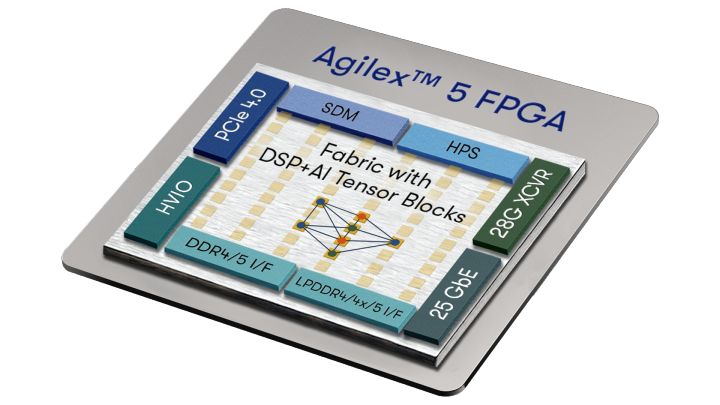 Agilex™ 5 FPGA
PCIe 4.0
SDM
HPS
Fabric with
DSP+AI Tensor Blocks
HVIO
28G XCVR
DDR4/5 I/F
LPDDR4/4x/5 I/F
25 GbE